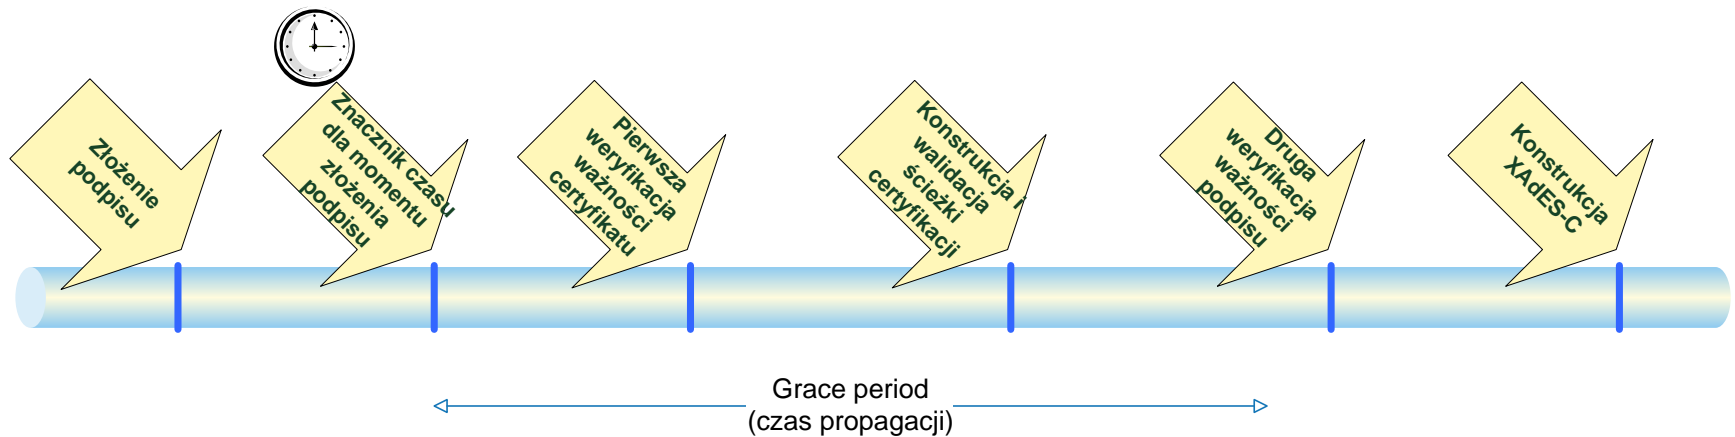 Złożenie
podpisu
Znacznik czasu
dla momentu
złożenia
podpisu
Pierwsza
weryfikacja
ważności
certyfikatu
Konstrukcja i
walidacja
ścieżki
certyfikacji
Druga
weryfikacja
ważności
podpisu
Konstrukcja
XAdES-C
Grace period
(czas propagacji)